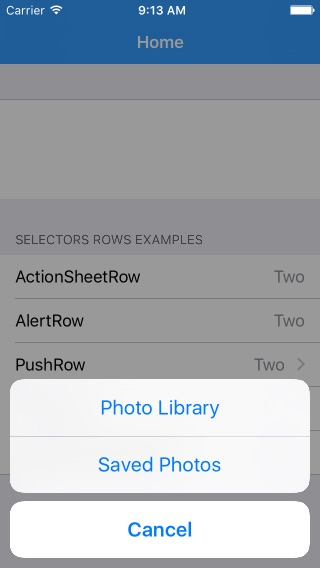 Carrier 9:13 AM
Home
SELECTORS ROWS EXAMPLES
ActionSheetRow Two
AlertRow Two
PushRow Two
Photo Library
Saved Photos
Cancel